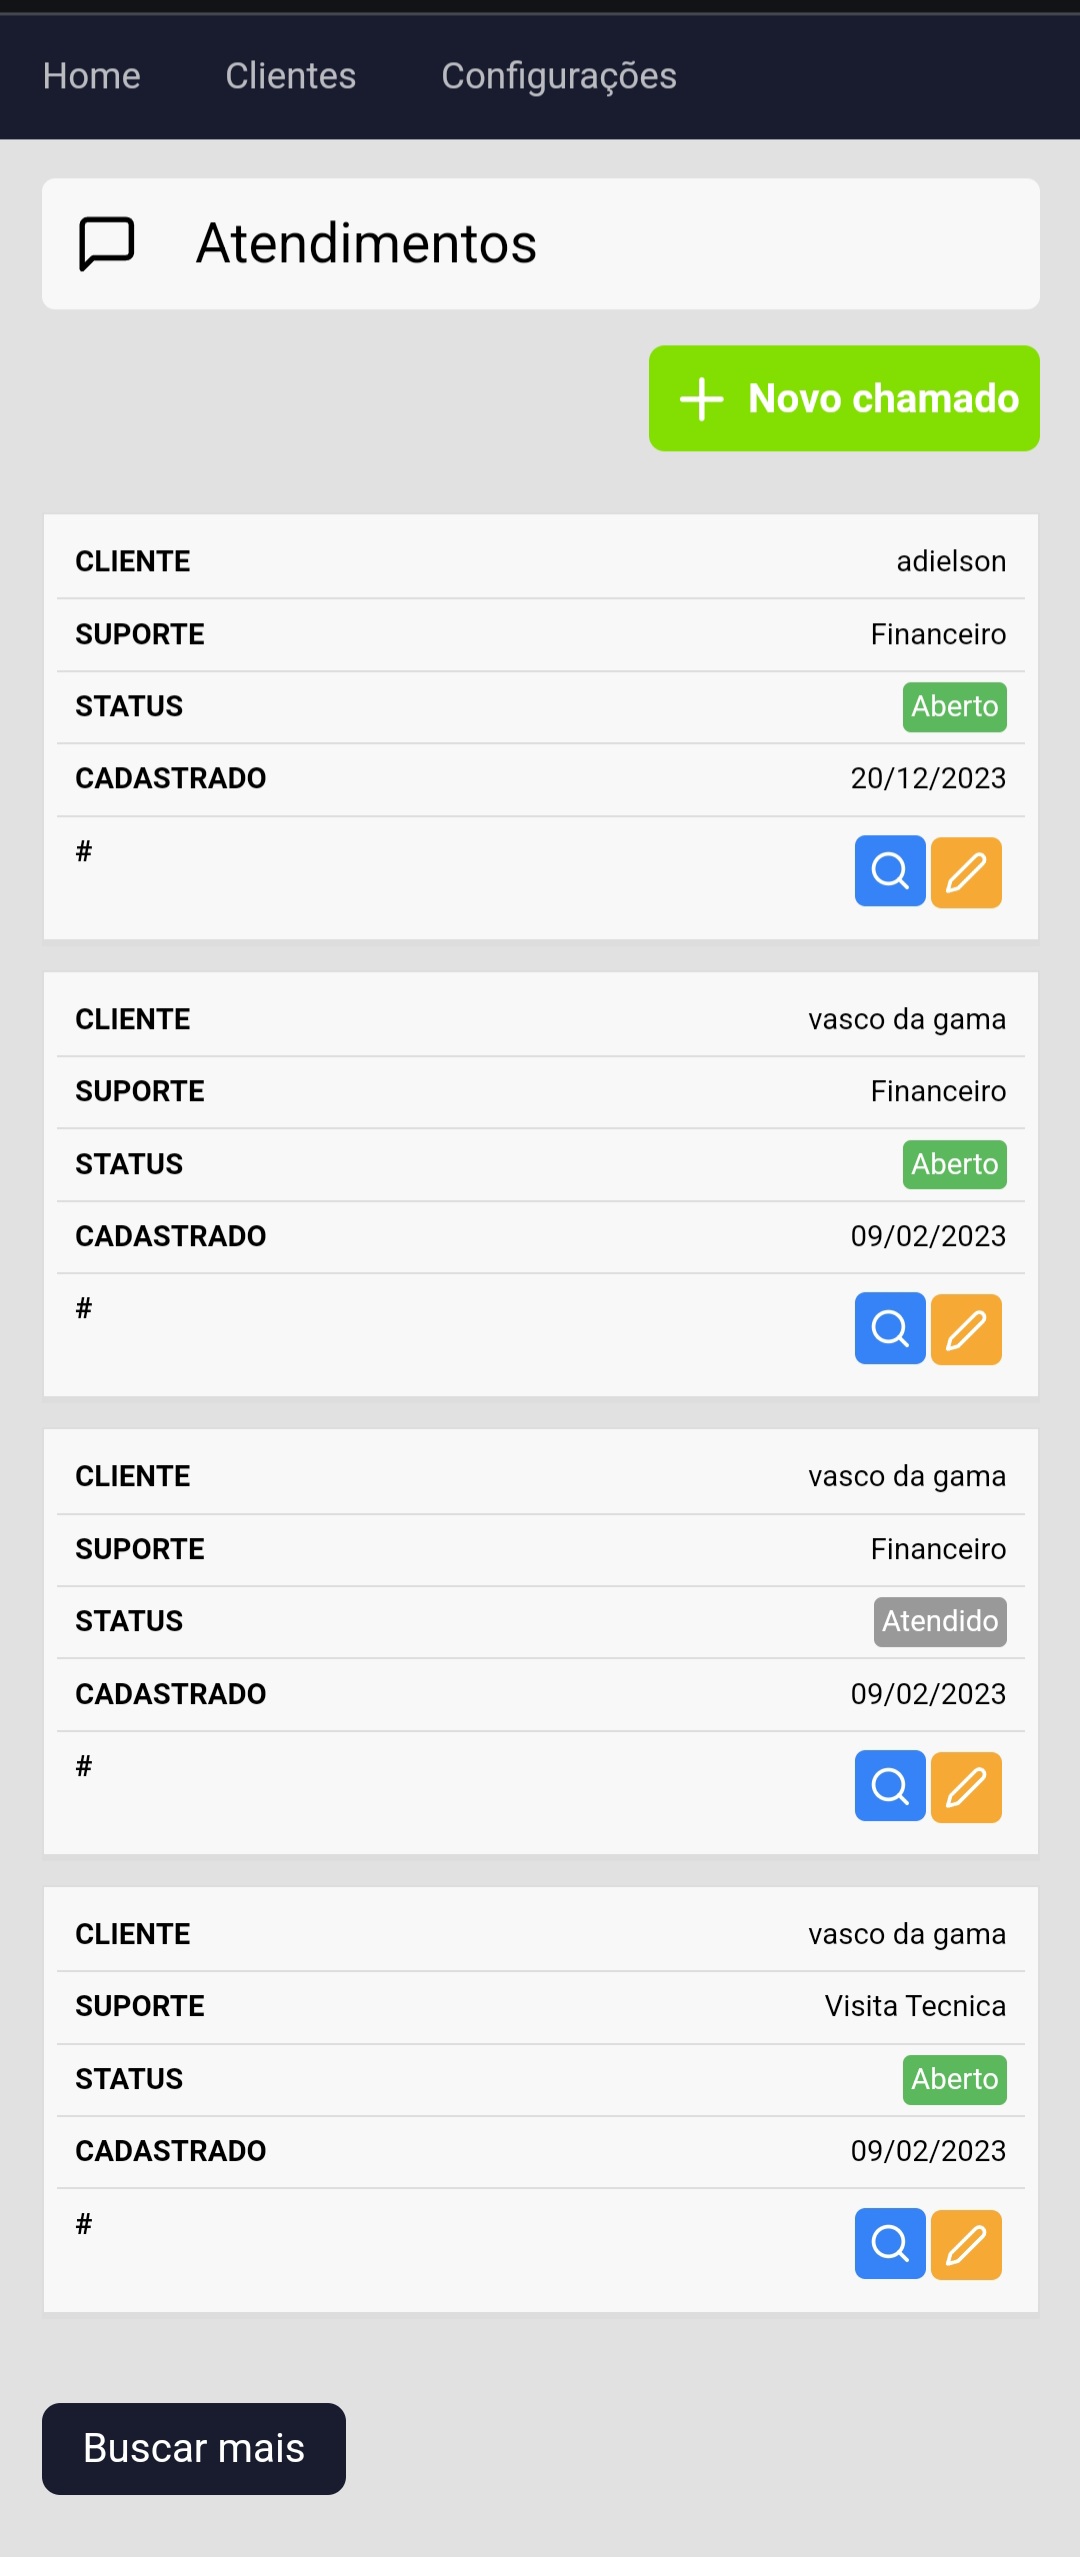 Home Clientes Configurações
Atendimentos
Novo chamado
CLIENTE adielson
SUPORTE Financeiro
STATUS Aberto
CADASTRADO 20/12/2023
#
CLIENTE vasco da gama
SUPORTE Financeiro
STATUS Aberto
CADASTRADO 09/02/2023
#
CLIENTE vasco da gama
SUPORTE Financeiro
STATUS Atendido
CADASTRADO 09/02/2023
#
CLIENTE vasco da gama
SUPORTE Visita Tecnica
STATUS Aberto
CADASTRADO 09/02/2023
#
Buscar mais